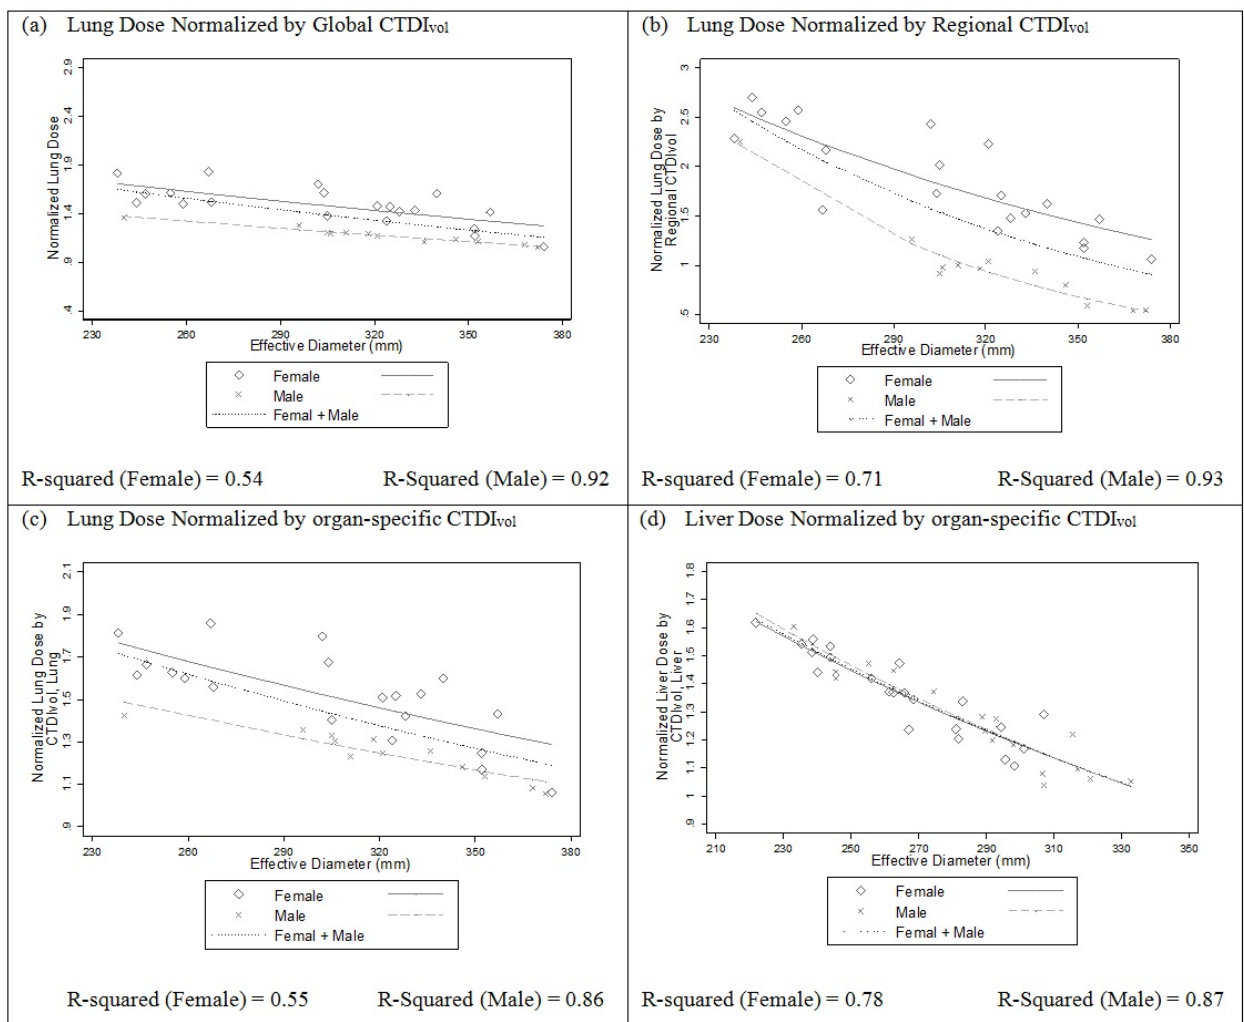 (a) Lung Dose Normalized by Global CTDIvol
Normalized Lung Dose
2.9
2.4
1.9
1.4
.9
.4
230 260 290 320 350 380
Effective Diameter (mm)
Female
Male
Femal + Male
R-squared (Female) = 0.54 R-Squared (Male) = 0.92
(b) Lung Dose Normalized by Regional CTDIvol
Normalized Lung Dose by
Regional CTDIvol
3
2.5
2
1.5
1
.5
230 260 290 320 350 380
Effective Diameter (mm)
Female
Male
Femal + Male
R-squared (Female) = 0.71 R-Squared (Male) = 0.93
(c) Lung Dose Normalized by organ-specific CTDIvol
Normalized Lung Dose by
CTDIvol, Lung
2.1
1.9
1.7
1.5
1.3
1.1
.9
230 260 290 320 350 380
Effective Diameter (mm)
Female
Male
Femal + Male
R-squared (Female) = 0.55 R-Squared (Male) = 0.86
(d) Liver Dose Normalized by organ-specific CTDIvol
Normalized Liver Dose by
CTDIvol, Liver
1.8
1.7
1.6
1.5
1.4
1.3
1.2
1.1
1
.9
210 230 250 270 290 310 330 350
Effective Diameter (mm)
Female
Male
Femal + Male
R-squared (Female) = 0.78 R-Squared (Male) = 0.87